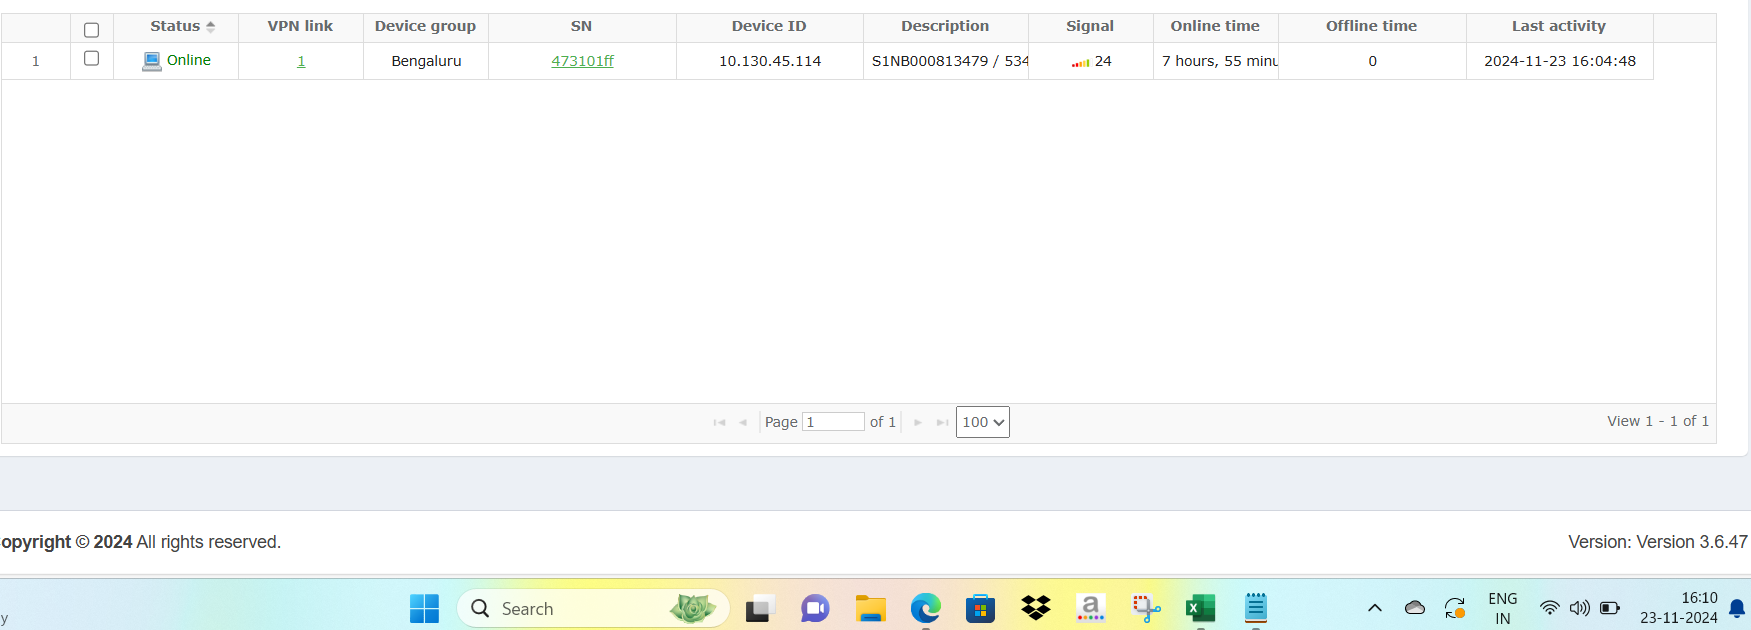 Status VPN link Device group SN Device ID Description Signal Online time Offline time Last activity
1 Online 1 Bengaluru 473101ff 10.130.45.114 S1NB000813479 / 534 24 7 hours, 55 minu 0 2024-11-23 16:04:48
Page 1 of 1 100 View 1 - 1 of 1
opyright © 2024 All rights reserved. Version: Version 3.6.47
y Search a X ENG 16:10
IN 23-11-2024